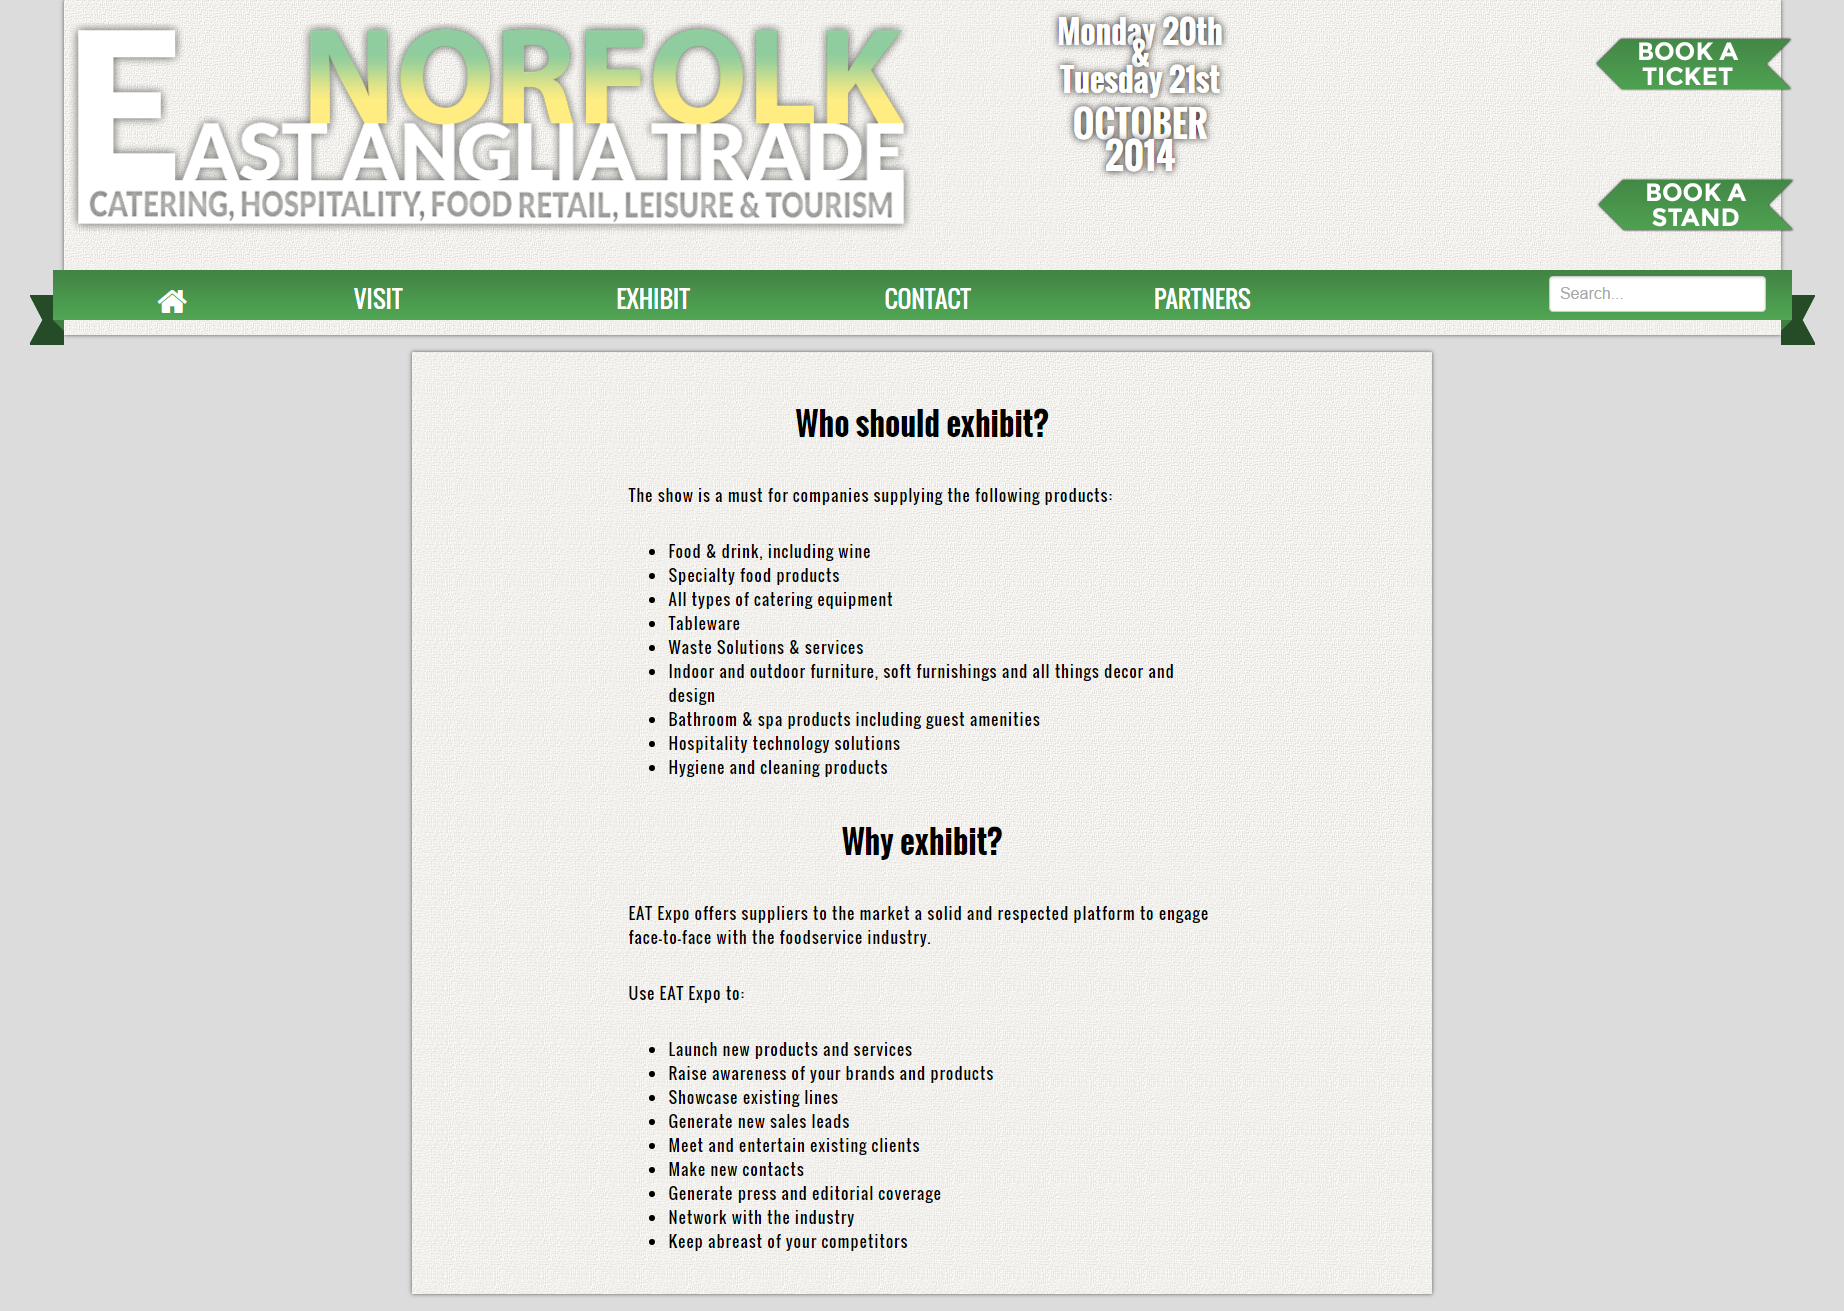 NORFOLK
EAST ANGLIA TRADE
CATERING, HOSPITALITY, FOOD RETAIL, LEISURE & TOURISM
Monday 20th
&
Tuesday 21st
OCTOBER
2014
BOOK A
TICKET
BOOK A
STAND
VISIT
EXHIBIT
CONTACT
PARTNERS
Search...
Who should exhibit?
The show is a must for companies supplying the following products:
Food & drink, including wine
Specialty food products
All types of catering equipment
Tableware
Waste Solutions & services
Indoor and outdoor furniture, soft furnishings and all things decor and
design
Bathroom & spa products including guest amenities
Hospitality technology solutions
Hygiene and cleaning products
Why exhibit?
EAT Expo offers suppliers to the market a solid and respected platform to engage
face-to-face with the foodservice industry.
Use EAT Expo to:
Launch new products and services
Raise awareness of your brands and products
Showcase existing lines
Generate new sales leads
Meet and entertain existing clients
Make new contacts
Generate press and editorial coverage
Network with the industry
Keep abreast of your competitors